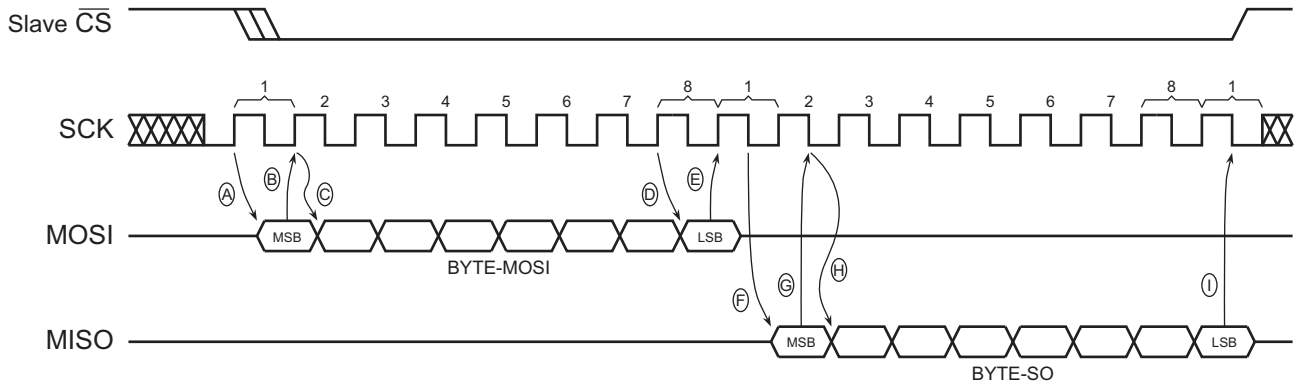 Slave CS
1 8 1 8 1
2 3 4 5 6 7 2 3 4 5 6 7
SCK
A B C D E
MOSI MSB LSB
BYTE-MOSI
F G H I
MISO MSB LSB
BYTE-SO